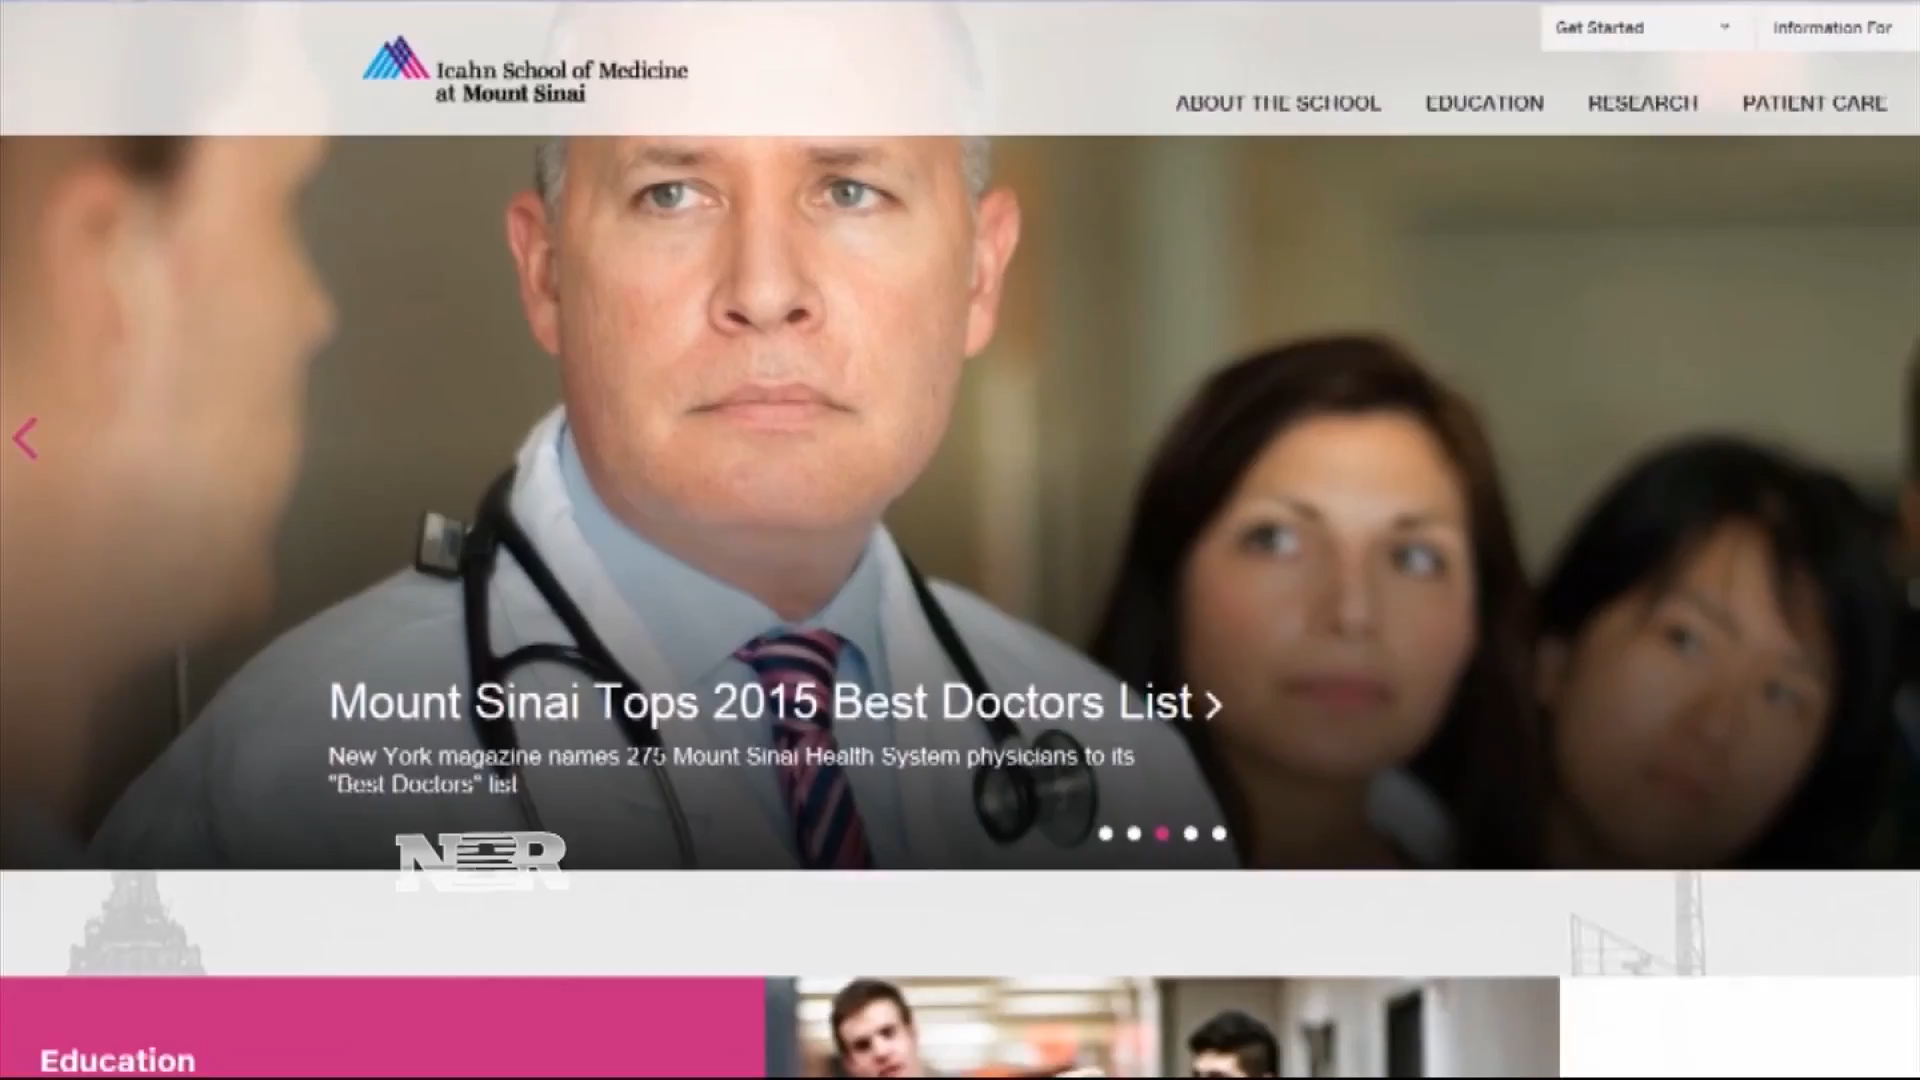 Get Started
Information For
Icahn School of Medicine
at Mount Sinai
ABOUT THE SCHOOL
EDUCATION
RESEARCH
PATIENT CARE
Mount Sinai Tops 2015 Best Doctors List
New York magazine names 275 Mount Sinai Health System physicians to its
"Best Doctors" list
Education